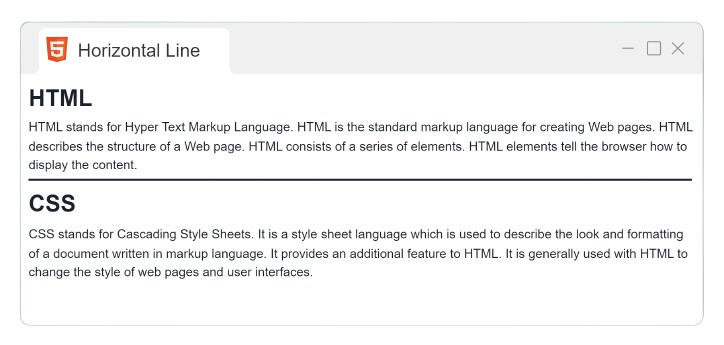 Horizontal Line
HTML
HTML stands for Hyper Text Markup Language. HTML is the standard markup language for creating Web pages. HTML
describes the structure of a Web page. HTML consists of a series of elements. HTML elements tell the browser how to
display the content.
CSS
CSS stands for Cascading Style Sheets. It is a style sheet language which is used to describe the look and formatting
of a document written in markup language. It provides an additional feature to HTML. It is generally used with HTML to
change the style of web pages and user interfaces.